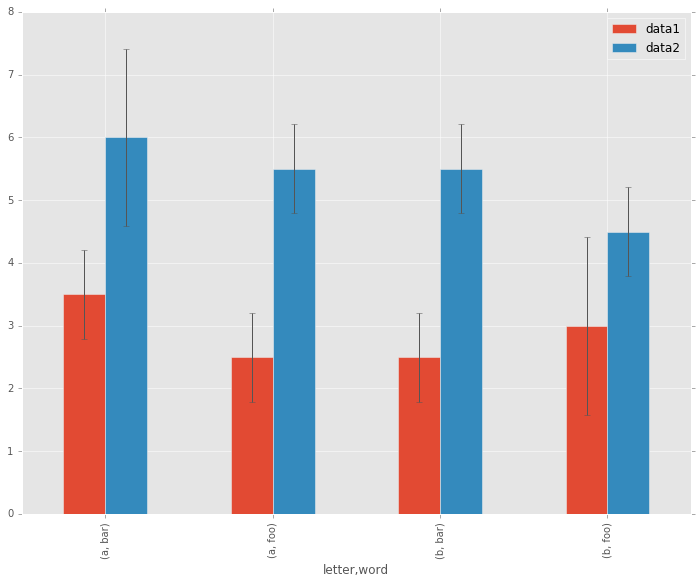 8
7
6
5
4
3
2
1
0
data1
data2
(a, bar)
(a, foo)
(b, bar)
(b, foo)
letter,word